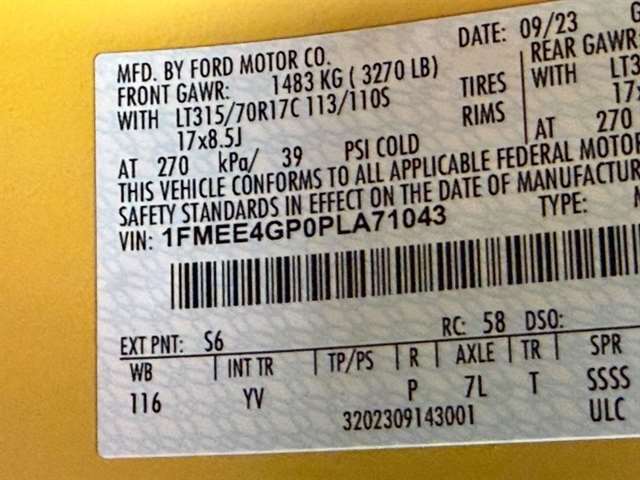 DATE: 09/23
MFD. BY FORD MOTOR CO.
FRONT GAWR: 1483 KG ( 3270 LB) REAR GAWR
WITH LT315/70R17C 113/110S TIRES WITH
17x8.5J RIMS
AT 270 kPa/ 39 PSI COLD AT 270
THIS VEHICLE CONFORMS TO ALL APPLICABLE FEDERAL MOTOR
SAFETY STANDARDS IN EFFECT ON THE DATE OF MANUFACTUR
VIN: 1FMEE4GP0PLA71043 TYPE:
EXT PNT: S6 RC: 58 DSO:
WB INT TR TP/PS R AXLE TR SPR
116 YV P 7L T SSSS
3202309143001 ULC